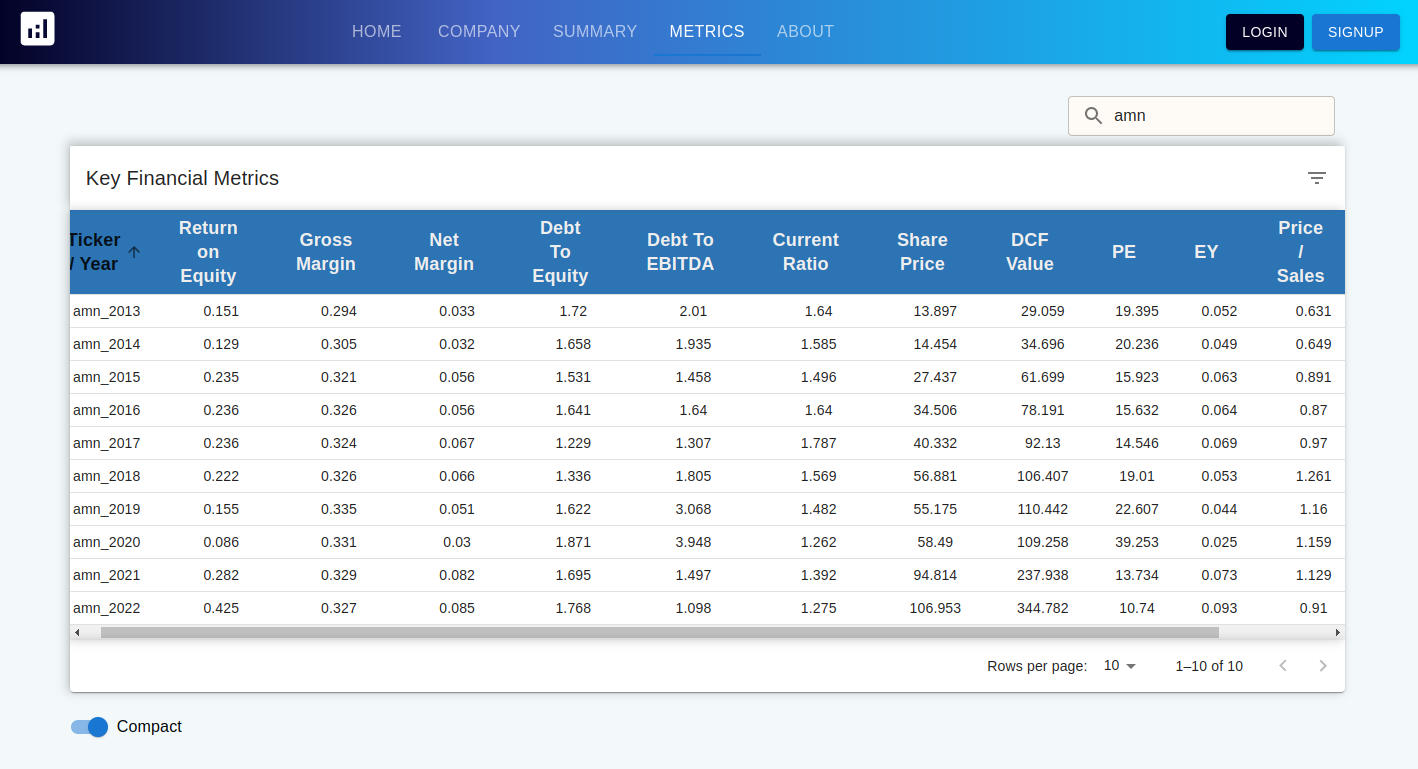 HOME COMPANY SUMMARY METRICS ABOUT LOGIN SIGNUP
amn
Key Financial Metrics
Ticker / Year Return on Equity Gross Margin Net Margin Debt To Equity Debt To EBITDA Current Ratio Share Price DCF Value PE EY Price / Sales
amn_2013 0.151 0.294 0.033 1.72 2.01 1.64 13.897 29.059 19.395 0.052 0.631
amn_2014 0.129 0.305 0.032 1.658 1.935 1.585 14.454 34.696 20.236 0.049 0.649
amn_2015 0.235 0.321 0.056 1.531 1.458 1.496 27.437 61.699 15.923 0.063 0.891
amn_2016 0.236 0.326 0.056 1.641 1.64 1.64 34.506 78.191 15.632 0.064 0.87
amn_2017 0.236 0.324 0.067 1.229 1.307 1.787 40.332 92.13 14.546 0.069 0.97
amn_2018 0.222 0.326 0.066 1.336 1.805 1.569 56.881 106.407 19.01 0.053 1.261
amn_2019 0.155 0.335 0.051 1.622 3.068 1.482 55.175 110.442 22.607 0.044 1.16
amn_2020 0.086 0.331 0.03 1.871 3.948 1.262 58.49 109.258 39.253 0.025 1.159
amn_2021 0.282 0.329 0.082 1.695 1.497 1.392 94.814 237.938 13.734 0.073 1.129
amn_2022 0.425 0.327 0.085 1.768 1.098 1.275 106.953 344.782 10.74 0.093 0.91
Rows per page: 10 1–10 of 10
Compact